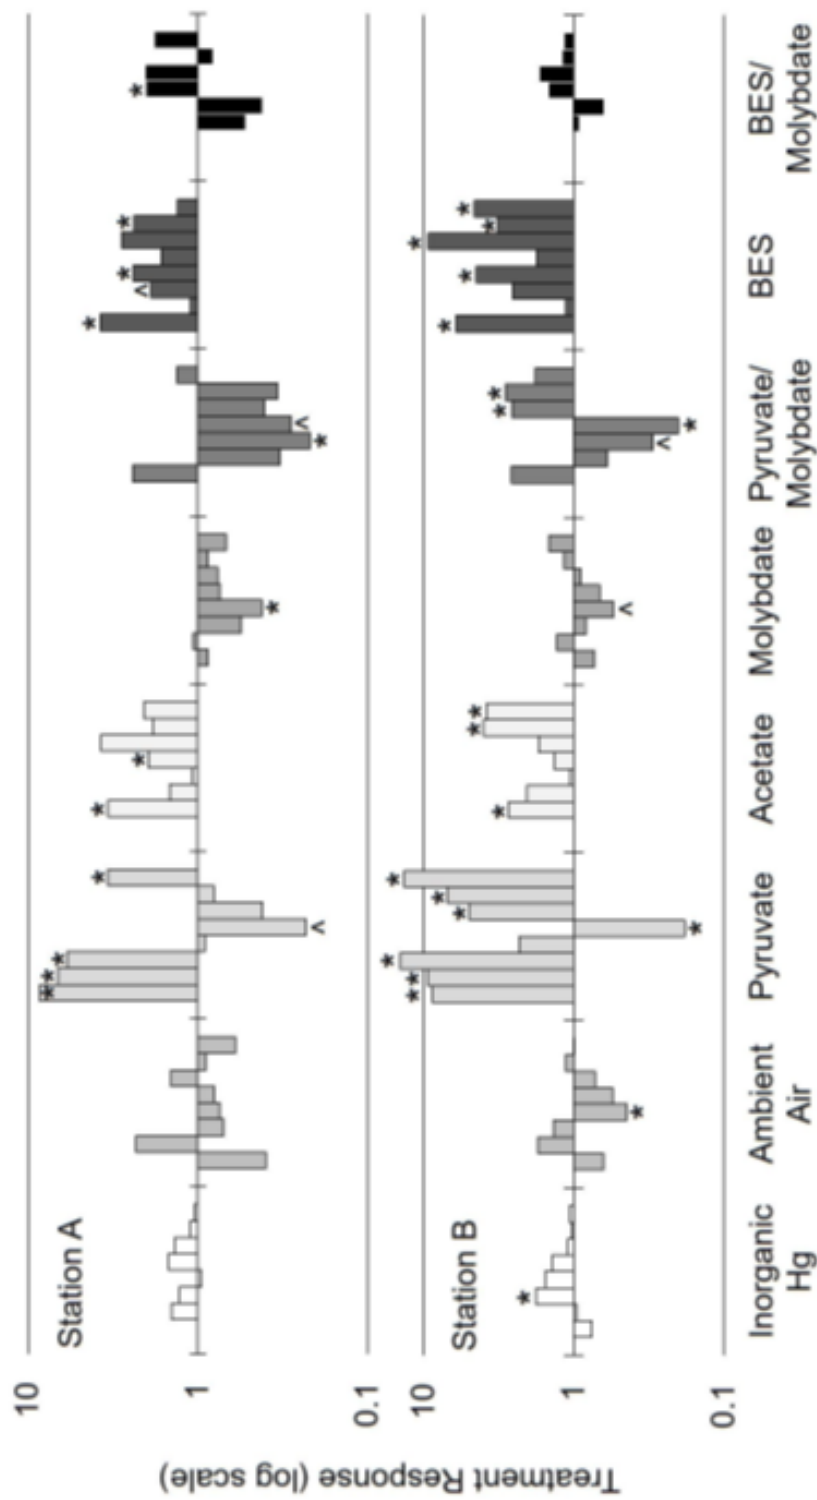 Treatment Response (log scale)
10
1
0.1
Station A
10
1
0.1
Station B
Inorganic
Hg
Ambient
Air
Pyruvate
Acetate
Molybdate
Pyruvate/
Molybdate
BES
BES/
Molybdate